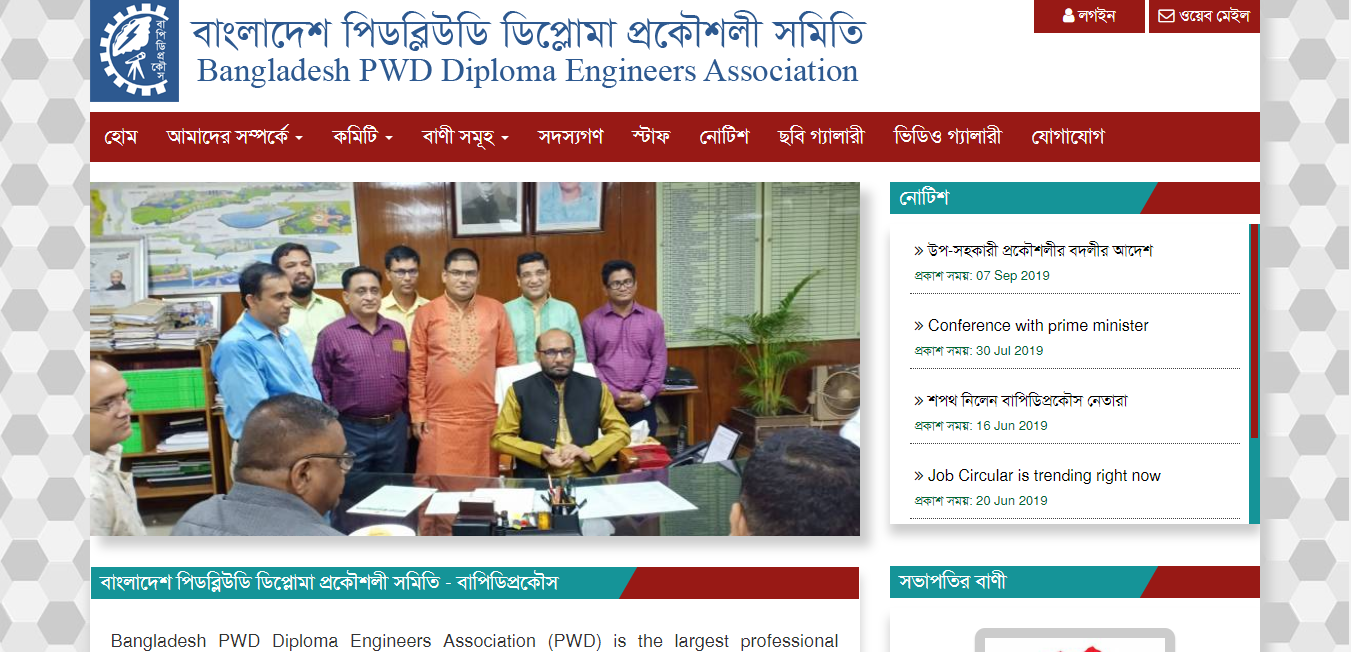 বাংলাদেশ পিডব্লিউডি ডিপ্লোমা প্রকৌশলী সমিতি
Bangladesh PWD Diploma Engineers Association
লগইন
ওয়েব মেইল
হোম আমাদের সম্পর্কে কমিটি বাণী সমূহ সদস্যগণ স্টাফ নোটিশ ছবি গ্যালারী ভিডিও গ্যালারী যোগাযোগ
নোটিশ
» উপ-সহকারী প্রকৌশলীর বদলীর আদেশ
প্রকাশ সময়: 07 Sep 2019
» Conference with prime minister
প্রকাশ সময়: 30 Jul 2019
» শপথ নিলেন বাপিডিপ্রকৌস নেতারা
প্রকাশ সময়: 16 Jun 2019
» Job Circular is trending right now
প্রকাশ সময়: 20 Jun 2019
বাংলাদেশ পিডব্লিউডি ডিপ্লোমা প্রকৌশলী সমিতি - বাপিডিপ্রকৌস
Bangladesh PWD Diploma Engineers Association (PWD) is the largest professional
সভাপতির বাণী